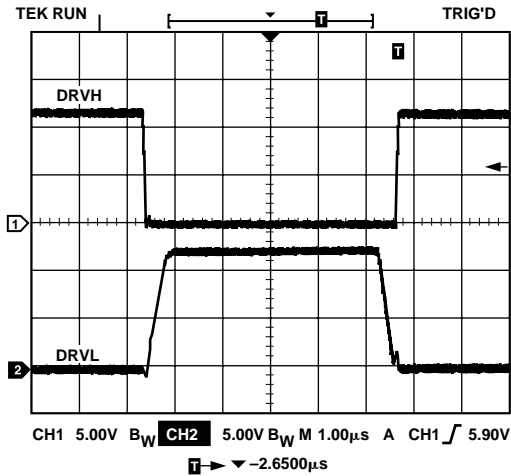 TEK RUN TRIG'D
T
T
DRVH
1
DRVL
2
CH1 5.00V BW CH2 5.00V BW M 1.00µs A CH1 5.90V
T –2.6500µs